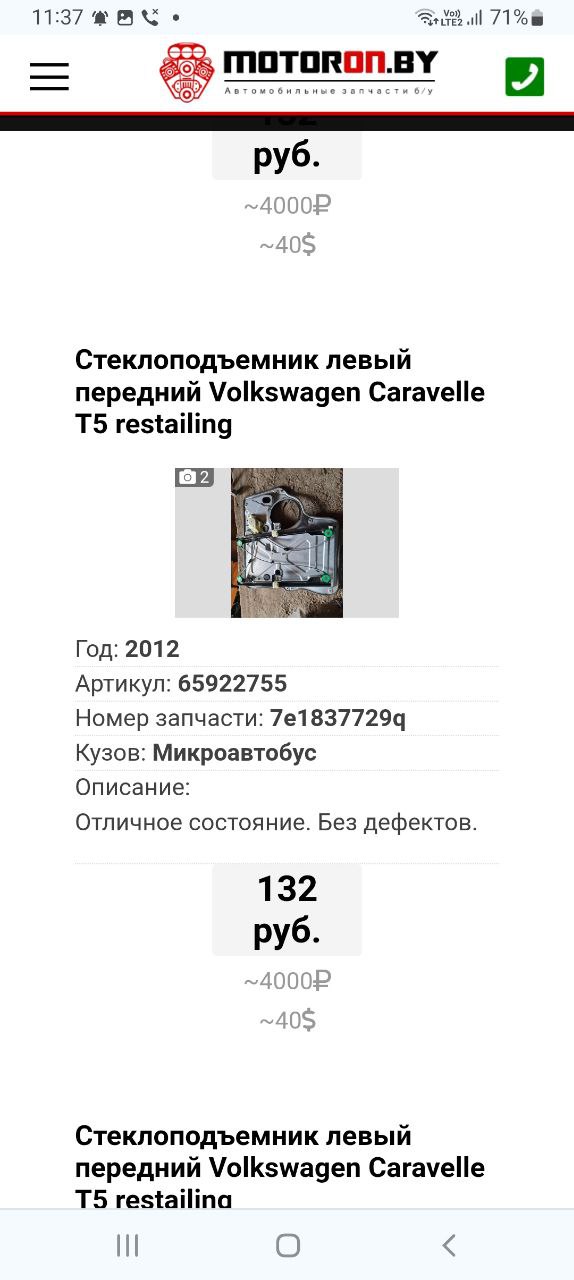 11:37
Vo))
LTE2
71%
MOTORON.BY
Автомобильные запчасти б/у
132
руб.
~4000₽
~40$
Стеклоподъемник левый
передний Volkswagen Caravelle
T5 restailing
2
Год: 2012
Артикул: 65922755
Номер запчасти: 7e1837729q
Кузов: Микроавтобус
Описание:
Отличное состояние. Без дефектов.
132
руб.
~4000₽
~40$
Стеклоподъемник левый
передний Volkswagen Caravelle
T5 restailing